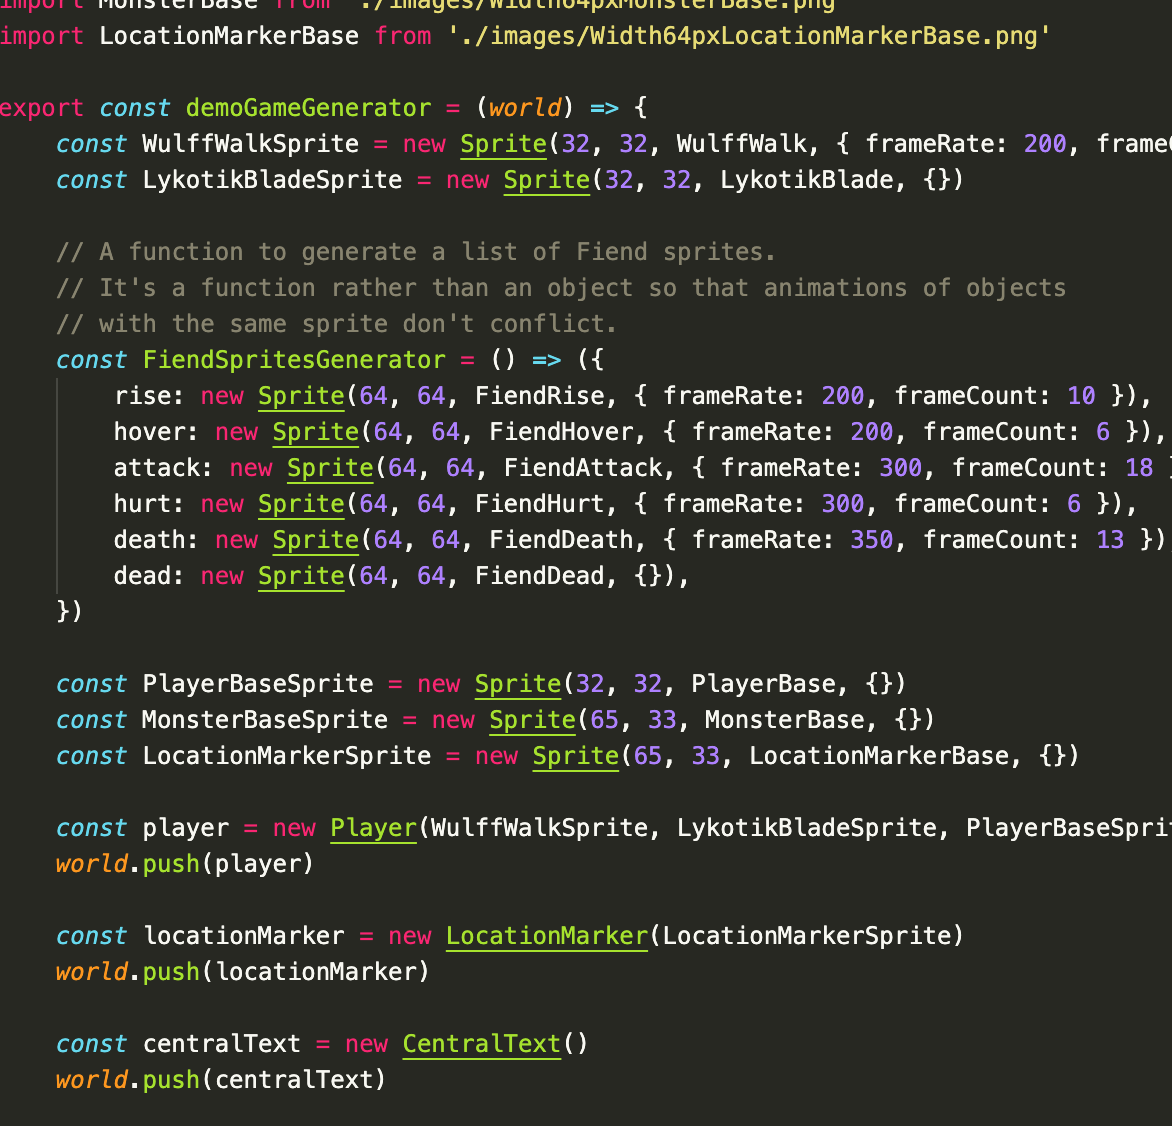 import MonsterBase from './images/Width64pxMonsterBase.png'
import LocationMarkerBase from './images/Width64pxLocationMarkerBase.png'
export const demoGameGenerator = (world) => {
const WulffWalkSprite = new Sprite(32, 32, WulffWalk, { frameRate: 200, frame
const LykotikBladeSprite = new Sprite(32, 32, LykotikBlade, {})
// A function to generate a list of Fiend sprites.
// It's a function rather than an object so that animations of objects
// with the same sprite don't conflict.
const FiendSpritesGenerator = () => ({
rise: new Sprite(64, 64, FiendRise, { frameRate: 200, frameCount: 10 }),
hover: new Sprite(64, 64, FiendHover, { frameRate: 200, frameCount: 6 }),
attack: new Sprite(64, 64, FiendAttack, { frameRate: 300, frameCount: 18 }
hurt: new Sprite(64, 64, FiendHurt, { frameRate: 300, frameCount: 6 }),
death: new Sprite(64, 64, FiendDeath, { frameRate: 350, frameCount: 13 })
dead: new Sprite(64, 64, FiendDead, {}),
})
const PlayerBaseSprite = new Sprite(32, 32, PlayerBase, {})
const MonsterBaseSprite = new Sprite(65, 33, MonsterBase, {})
const LocationMarkerSprite = new Sprite(65, 33, LocationMarkerBase, {})
const player = new Player(WulffWalkSprite, LykotikBladeSprite, PlayerBaseSprit
world.push(player)
const locationMarker = new LocationMarker(LocationMarkerSprite)
world.push(locationMarker)
const centralText = new CentralText()
world.push(centralText)